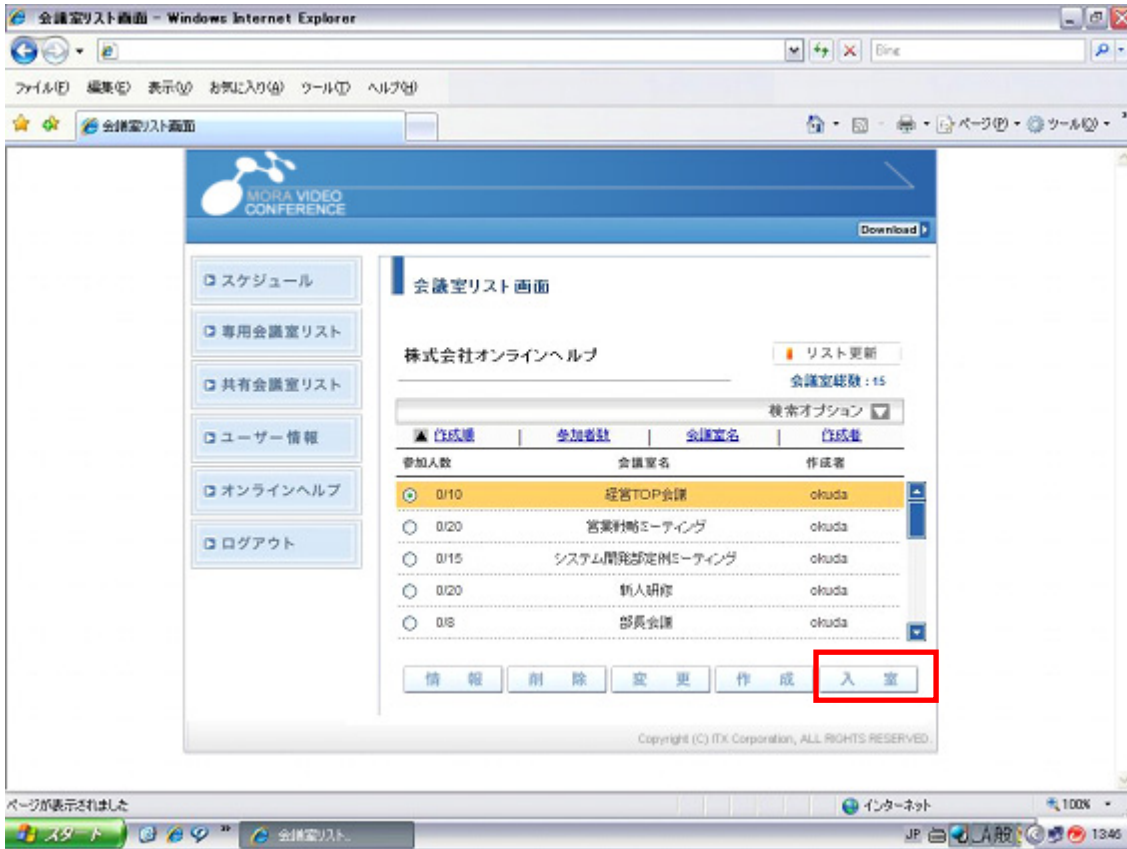 会議室リスト画面 - Windows Internet Explorer
Bing
ファイル(F) 編集(E) 表示(V) お気に入り(A) ツール(T) ヘルプ(H)
会議室リスト画面
ページ(P) ツール(O)
MORA VIDEO
CONFERENCE
Download
スケジュール
専用会議室リスト
共有会議室リスト
ユーザー情報
オンラインヘルプ
ログアウト
会議室リスト画面
株式会社オンラインヘルプ
リスト更新
会議室総数 : 15
検索オプション
▲ 作成順 | 参加者数 | 会議室名 | 作成者
参加人数 会議室名 作成者
0/10 経営TOP会議 okuda
0/20 営業戦略ミーティング okuda
0/15 システム開発部定例ミーティング okuda
0/20 新人研修 okuda
0/8 部長会議 okuda
情 報 削 除 変 更 作 成 入 室
Copyright (C) ITX Corporation, ALL RIGHTS RESERVED.
ページが表示されました インターネット 100%
スタート 会議室リスト... JP A 般 13:46